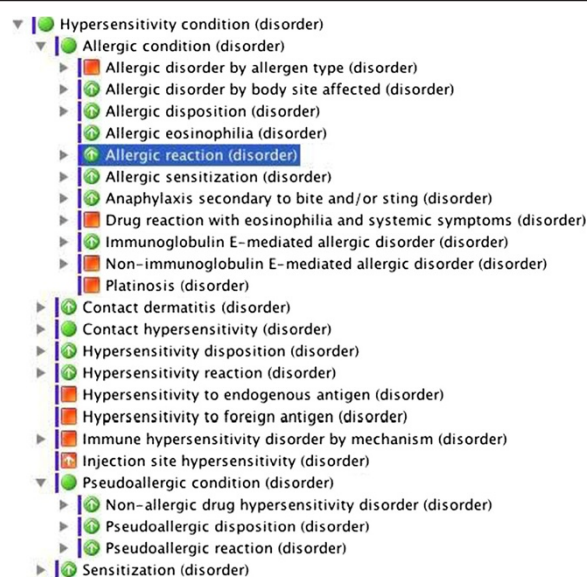 Hypersensitivity condition (disorder)
Allergic condition (disorder)
Allergic disorder by allergen type (disorder)
Allergic disorder by body site affected (disorder)
Allergic disposition (disorder)
Allergic eosinophilia (disorder)
Allergic reaction (disorder)
Allergic sensitization (disorder)
Anaphylaxis secondary to bite and/or sting (disorder)
Drug reaction with eosinophilia and systemic symptoms (disorder)
Immunoglobulin E-mediated allergic disorder (disorder)
Non-immunoglobulin E-mediated allergic disorder (disorder)
Platinosis (disorder)
Contact dermatitis (disorder)
Contact hypersensitivity (disorder)
Hypersensitivity disposition (disorder)
Hypersensitivity reaction (disorder)
Hypersensitivity to endogenous antigen (disorder)
Hypersensitivity to foreign antigen (disorder)
Immune hypersensitivity disorder by mechanism (disorder)
Injection site hypersensitivity (disorder)
Pseudoallergic condition (disorder)
Non-allergic drug hypersensitivity disorder (disorder)
Pseudoallergic disposition (disorder)
Pseudoallergic reaction (disorder)
Sensitization (disorder)